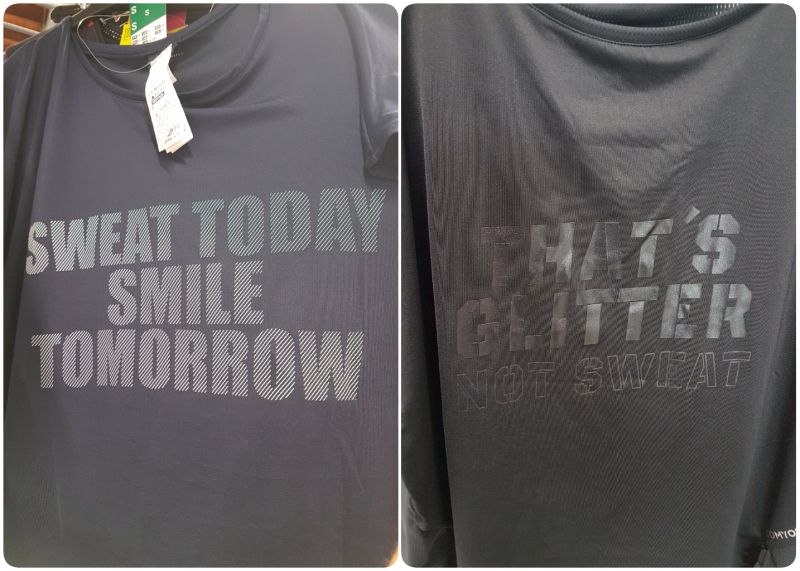 S
S
SWEAT TODAY
SMILE
TOMORROW
THAT'S
GLITTER
NOT SWEAT